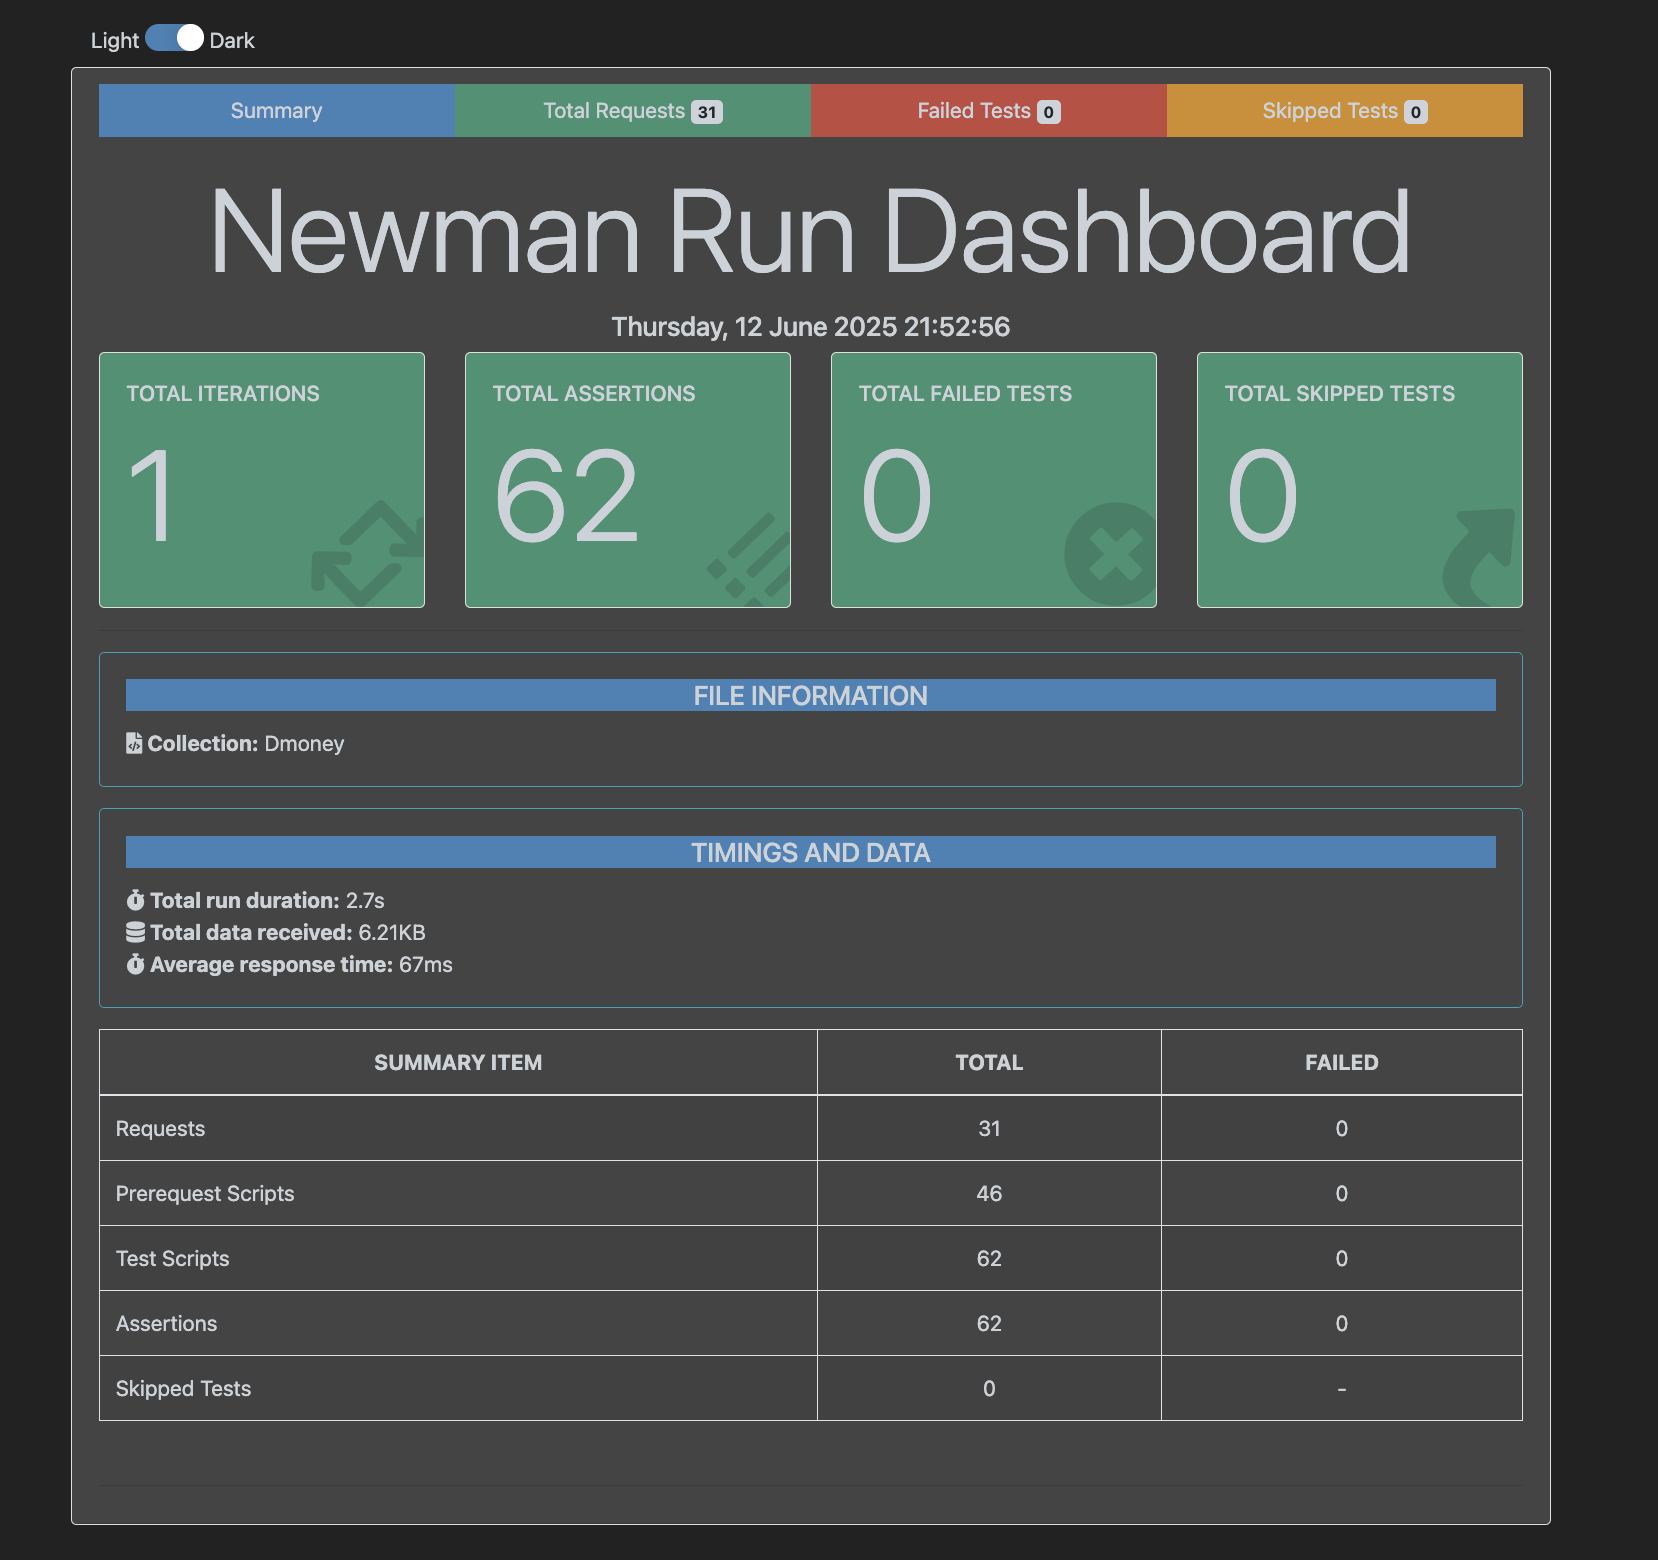 Light Dark
Summary Total Requests 31 Failed Tests 0 Skipped Tests 0
Newman Run Dashboard
Thursday, 12 June 2025 21:52:56
TOTAL ITERATIONS TOTAL ASSERTIONS TOTAL FAILED TESTS TOTAL SKIPPED TESTS
1 62 0 0
FILE INFORMATION
Collection: Dmoney
TIMINGS AND DATA
Total run duration: 2.7s
Total data received: 6.21KB
Average response time: 67ms
SUMMARY ITEM TOTAL FAILED
Requests 31 0
Prerequest Scripts 46 0
Test Scripts 62 0
Assertions 62 0
Skipped Tests 0 -